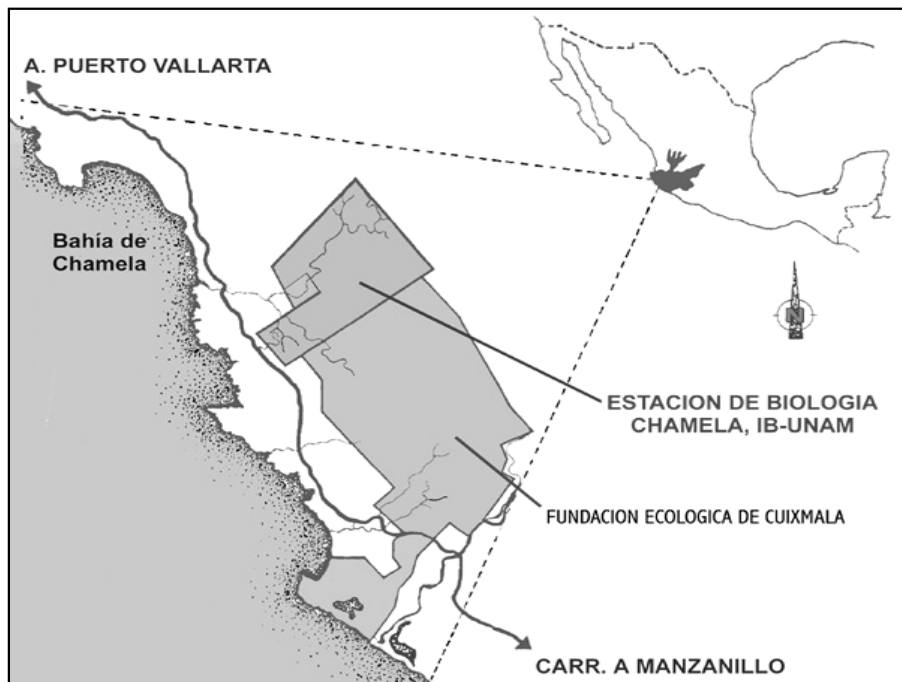 A. PUERTO VALLARTA
Bahía de
Chamela
N
ESTACION DE BIOLOGIA
CHAMELA, IB-UNAM
FUNDACION ECOLOGICA DE CUIXMALA
CARR. A MANZANILLO